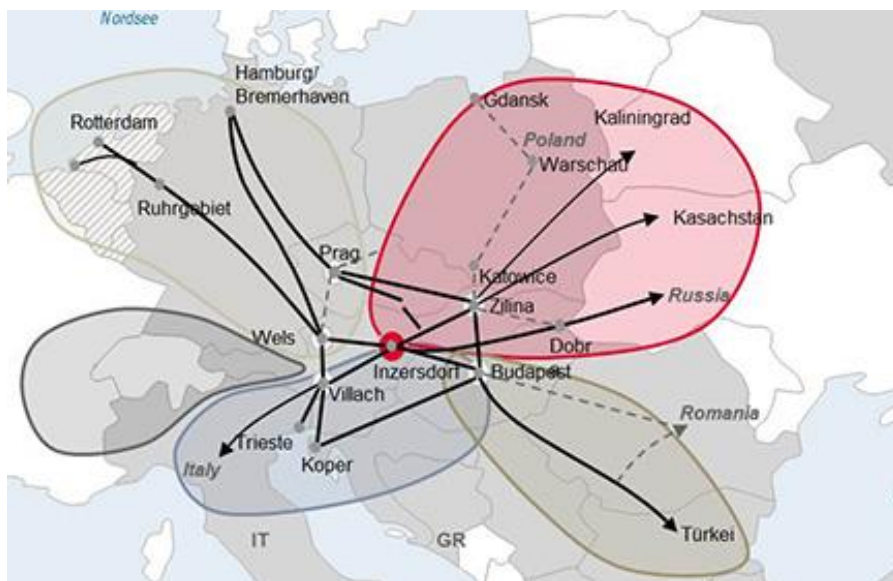 Nordsee
Hamburg/
Bremerhaven
Rotterdam
Gdansk
Kaliningrad
Poland
Warschau
Ruhrgebiet
Kasachstan
Prag
Katowice
Zilina
Russia
Wels
Dobr
Inzersdorf
Budapest
Villach
Romania
Trieste
Koper
Italy
Türkei
IT
GR